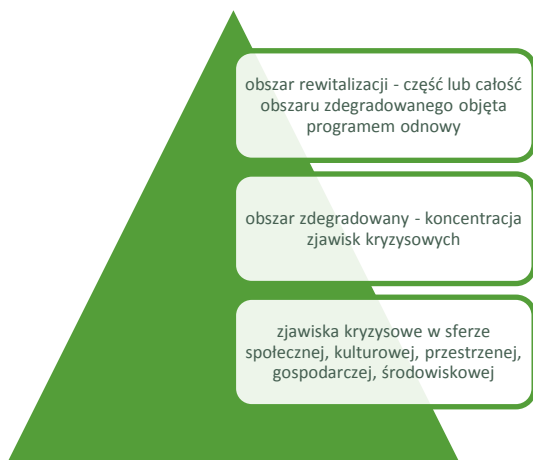 obszar rewitalizacji - część lub całość
obszaru zdegradowanego objęta
programem odnowy
obszar zdegradowany - koncentracja
zjawisk kryzysowych
zjawiska kryzysowe w sferze
społecznej, kulturowej, przestrzenej,
gospodarczej, środowiskowej